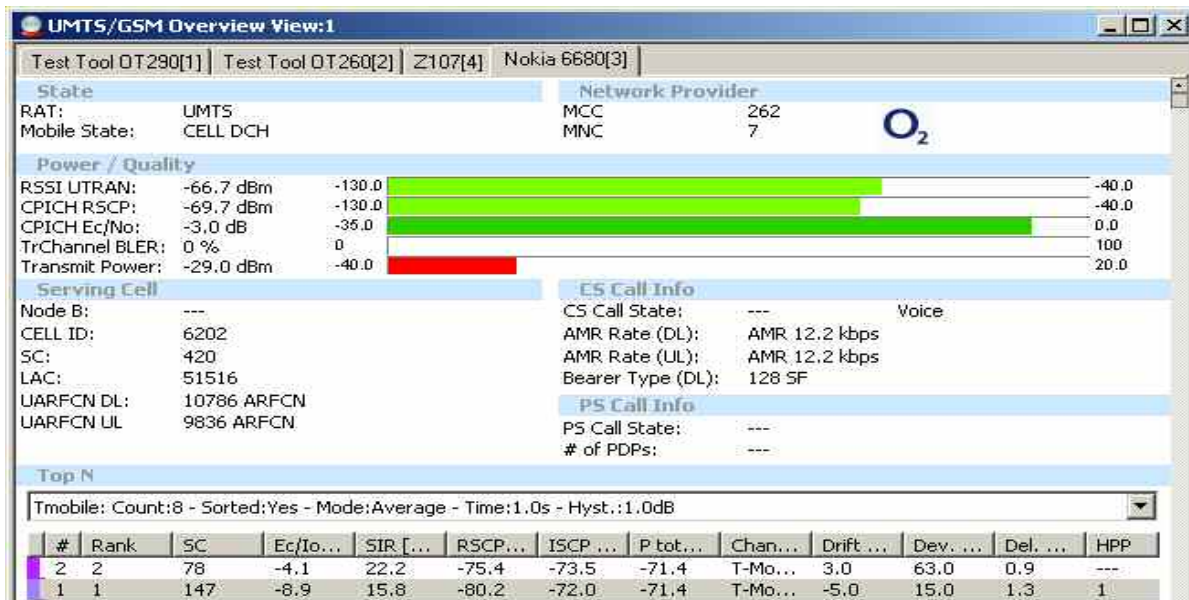 UMTS/GSM Overview View:1
Test Tool OT290[1] Test Tool OT260[2] Z107[4] Nokia 6680[3]
State Network Provider
RAT: UMTS MCC 262
Mobile State: CELL DCH MNC 7
O2
Power / Quality
RSSI UTRAN: -66.7 dBm -130.0 -40.0
CPICH RSCP: -69.7 dBm -130.0 -40.0
CPICH Ec/No: -3.0 dB -35.0 0.0
TrChannel BLER: 0 % 0 100
Transmit Power: -29.0 dBm -40.0 20.0
Serving Cell CS Call Info
Node B: --- CS Call State: --- Voice
CELL ID: 6202 AMR Rate (DL): AMR 12.2 kbps
SC: 420 AMR Rate (UL): AMR 12.2 kbps
LAC: 51516 Bearer Type (DL): 128 SF
UARFCN DL: 10786 ARFCN PS Call Info
UARFCN UL 9836 ARFCN PS Call State: ---
# of PDPs: ---
Top N
Tmobile: Count:8 - Sorted:Yes - Mode:Average - Time:1.0s - Hyst.:1.0dB
# Rank SC Ec/Io... SIR [... RSCP... ISCP ... P tot... Chan... Drift ... Dev. ... Del. ... HPP
2 2 78 -4.1 22.2 -75.4 -73.5 -71.4 T-Mo... 3.0 63.0 0.9 ---
1 1 147 -8.9 15.8 -80.2 -72.0 -71.4 T-Mo... -5.0 15.0 1.3 1